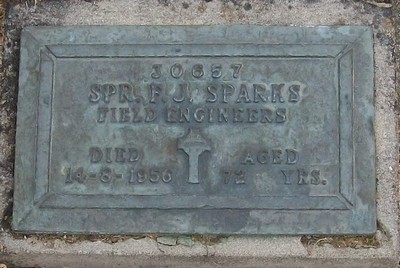 30857
SPR. F. J. SPARKS
FIELD ENGINEERS
DIED AGED
14-8-1956 72 YRS.